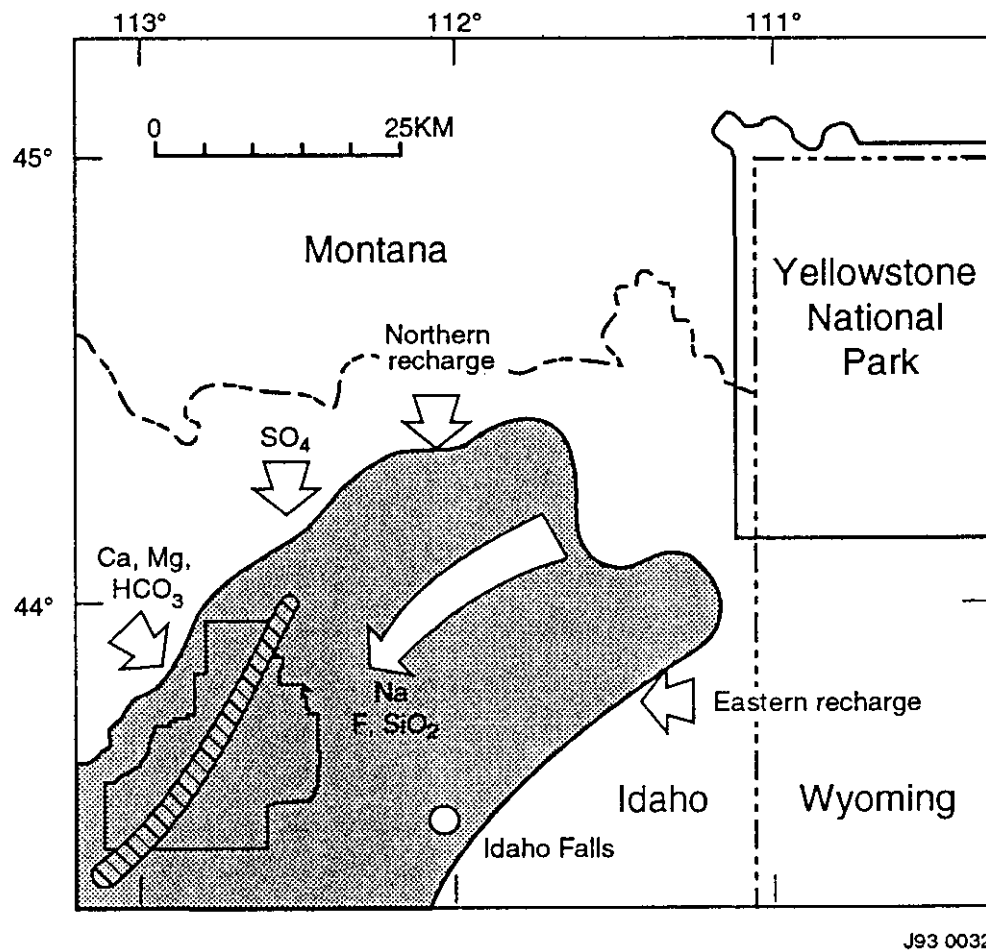 113°
112°
111°
0
25KM
45°
Montana
Yellowstone
National
Park
Northern
recharge
SO₄
Ca, Mg,
HCO₃
44°
Na
F, SiO₂
Eastern recharge
Idaho
Wyoming
Idaho Falls
J93 0032